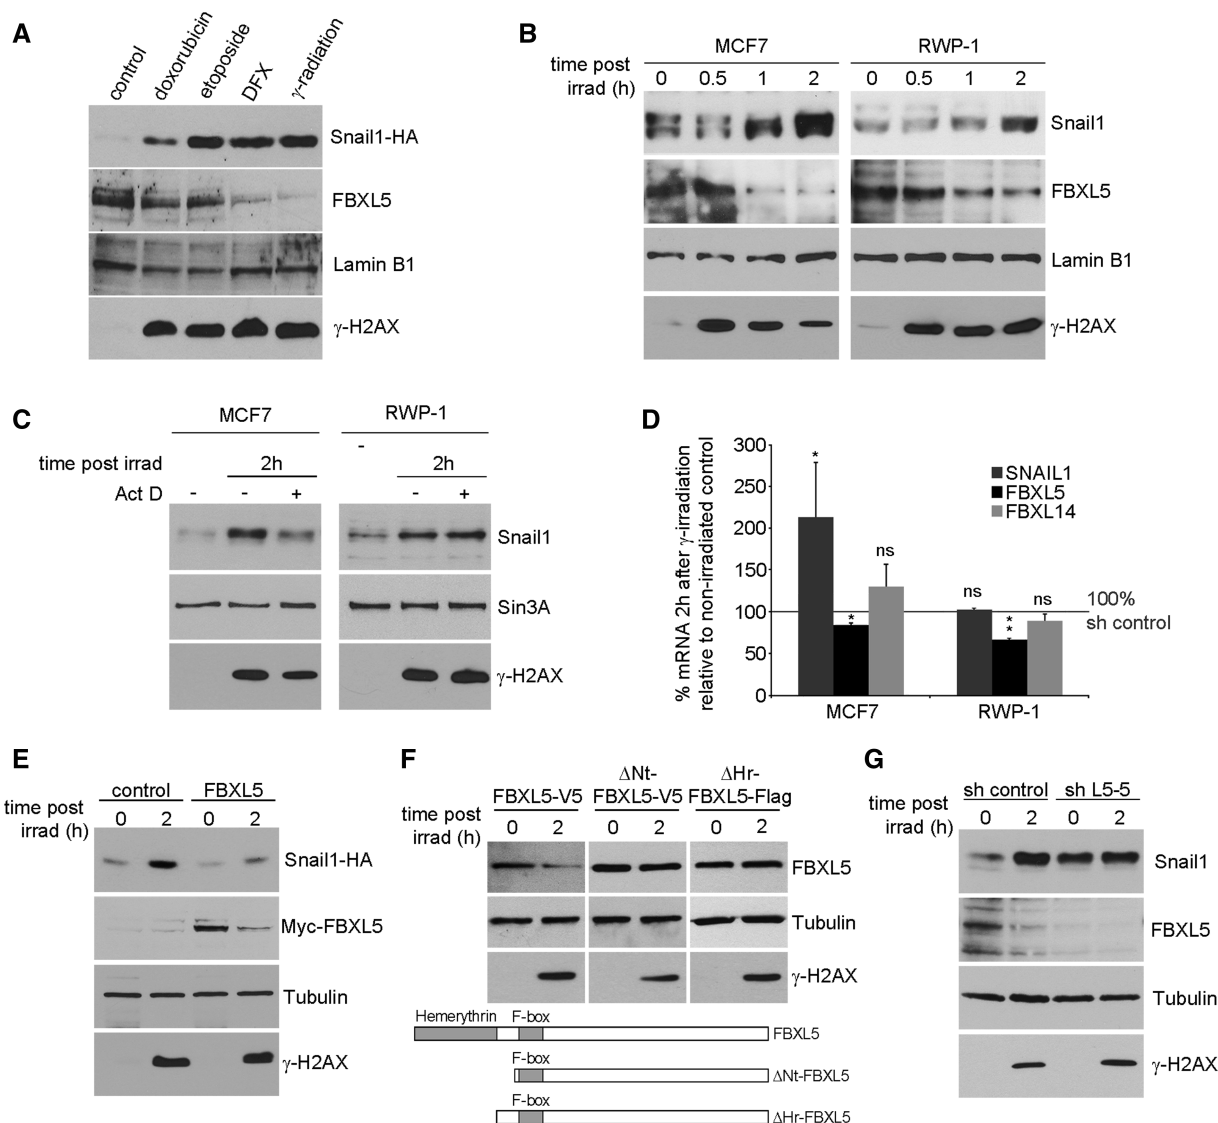 A
control
doxorubicin
etoposide
DFX
γ-radiation
Snail1-HA
FBXL5
Lamin B1
γ-H2AX
B
MCF7
RWP-1
time post
irrad (h)
0 0.5 1 2
0 0.5 1 2
Snail1
FBXL5
Lamin B1
γ-H2AX
C
MCF7
RWP-1
-
time post irrad
2h
2h
Act D
- - +
- +
Snail1
Sin3A
γ-H2AX
D
% mRNA 2h after γ-irradiation
relative to non-irradiated control
300
250
200
150
100
50
0
*
*
ns
ns
**
ns
SNAIL1
FBXL5
FBXL14
100%
sh control
MCF7
RWP-1
E
control
FBXL5
time post
irrad (h)
0 2 0 2
Snail1-HA
Myc-FBXL5
Tubulin
γ-H2AX
F
FBXL5-V5
ΔNt-
FBXL5-V5
ΔHr-
FBXL5-Flag
time post
irrad (h)
0 2 0 2 0 2
FBXL5
Tubulin
γ-H2AX
Hemerythrin
F-box
FBXL5
F-box
ΔNt-FBXL5
F-box
ΔHr-FBXL5
G
sh control
sh L5-5
time post
irrad (h)
0 2 0 2
Snail1
FBXL5
Tubulin
γ-H2AX